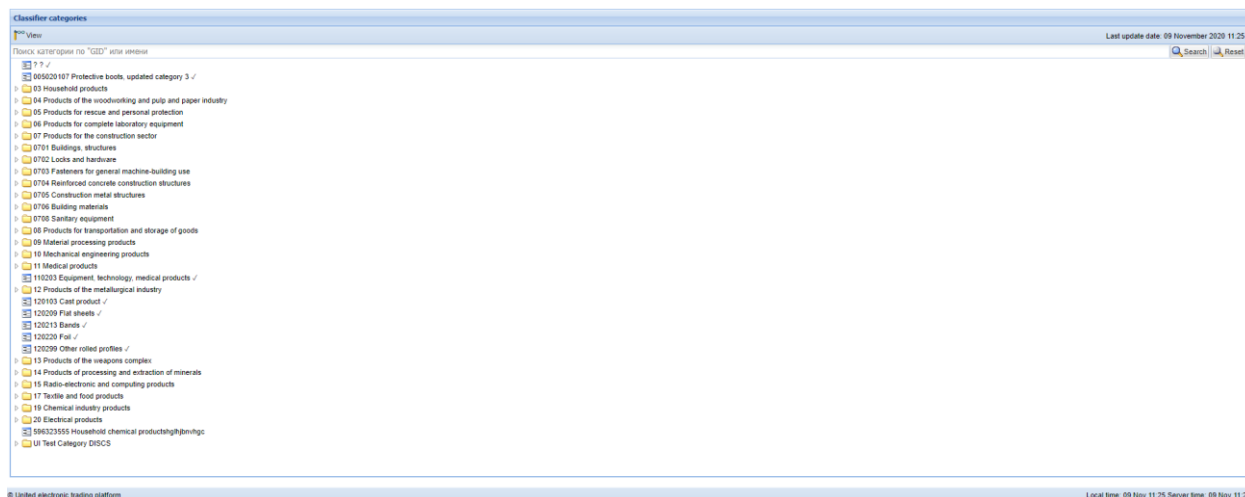 Classifier categories
View
Last update date: 09 November 2020 11:25
Поиск категории по "GID" или имени
Search
Reset
? ? ✓
005020107 Protective boots, updated category 3 ✓
03 Household products
04 Products of the woodworking and pulp and paper industry
05 Products for rescue and personal protection
06 Products for complete laboratory equipment
07 Products for the construction sector
0701 Buildings, structures
0702 Locks and hardware
0703 Fasteners for general machine-building use
0704 Reinforced concrete construction structures
0705 Construction metal structures
0706 Building materials
0708 Sanitary equipment
08 Products for transportation and storage of goods
09 Material processing products
10 Mechanical engineering products
11 Medical products
110203 Equipment, technology, medical products ✓
12 Products of the metallurgical industry
120103 Cast product ✓
120209 Flat sheets ✓
120213 Bands ✓
120220 Foil ✓
120299 Other rolled profiles ✓
13 Products of the weapons complex
14 Products of processing and extraction of minerals
15 Radio-electronic and computing products
17 Textile and food products
19 Chemical industry products
20 Electrical products
596323555 Household chemical productshglhjbnvhgc
UI Test Category DISCS
© United electronic trading platform
Local time: 09 Nov 11:25 Server time: 09 Nov